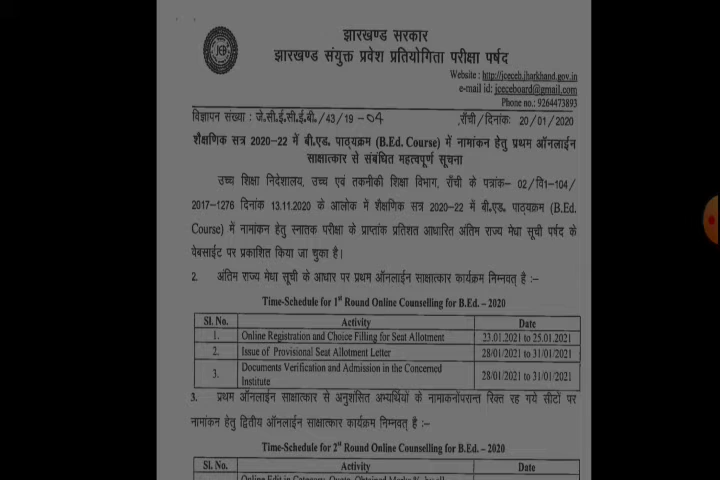 झारखण्ड सरकार
झारखण्ड संयुक्त प्रवेश प्रतियोगिता परीक्षा पर्षद
Website : http://jceceb.jharkhand.gov.in
e-mail id: jceceboard@gmail.com
Phone no.: 9264473893
विज्ञापन संख्या : जे.सी.ई.सी.ई.बी./43/19-04 राँची/दिनांक: 20/01/2020
शैक्षणिक सत्र 2020-22 में बी.एड. पाठ्यक्रम (B.Ed. Course) में नामांकन हेतु प्रथम ऑनलाईन
साक्षात्कार से संबंधित महत्वपूर्ण सूचना
उच्च शिक्षा निदेशालय, उच्च एवं तकनीकी शिक्षा विभाग, राँची के पत्रांक- 02/वि1-104/
2017-1276 दिनांक 13.11.2020 के आलोक में शैक्षणिक सत्र 2020-22 में बी.एड. पाठ्यक्रम (B.Ed.
Course) में नामांकन हेतु स्नातक परीक्षा के प्राप्तांक प्रतिशत आधारित अंतिम राज्य मेधा सूची पर्षद के
वेबसाईट पर प्रकाशित किया जा चुका है।
2. अंतिम राज्य मेधा सूची के आधार पर प्रथम ऑनलाईन साक्षात्कार कार्यक्रम निम्नवत् है :-
Time-Schedule for 1st Round Online Counselling for B.Ed. – 2020
Sl. No. Activity Date
1. Online Registration and Choice Filling for Seat Allotment 23.01.2021 to 25.01.2021
2. Issue of Provisional Seat Allotment Letter 28/01/2021 to 31/01/2021
3. Documents Verification and Admission in the Concerned Institute 28/01/2021 to 31/01/2021
3. प्रथम ऑनलाईन साक्षात्कार से अनुशंसित अभ्यर्थियों के नामाकनोंपरान्त रिक्त रह गये सीटों पर
नामांकन हेतु द्वितीय ऑनलाईन साक्षात्कार कार्यक्रम निम्नवत् है :-
Time-Schedule for 2nd Round Online Counselling for B.Ed. – 2020
Sl. No. Activity Date